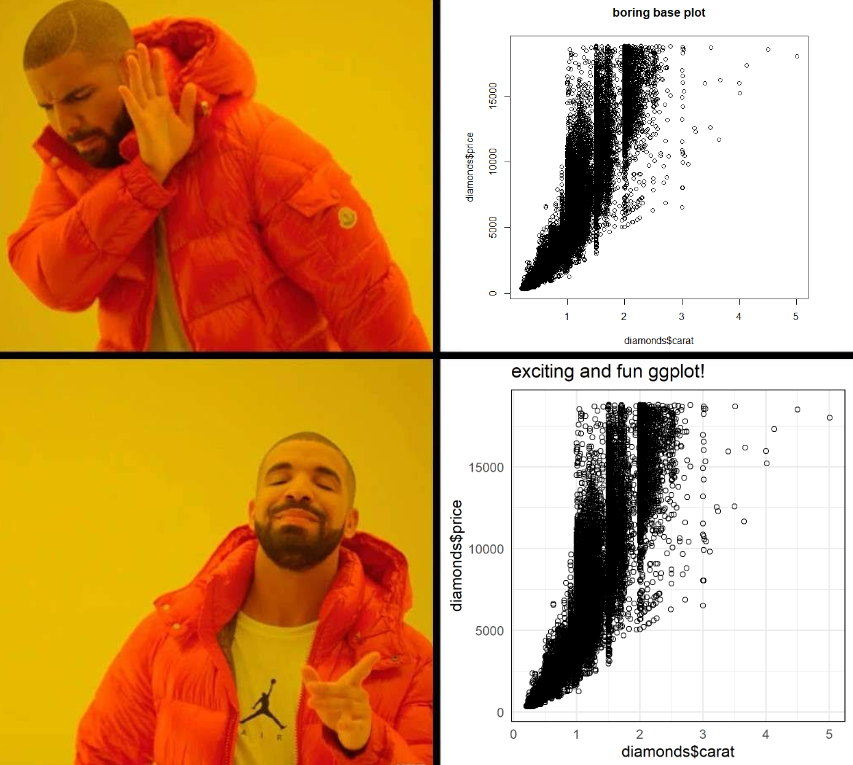 boring base plot
15000
10000
5000
0
diamonds$price
1 2 3 4 5
diamonds$carat
exciting and fun ggplot!
15000
10000
5000
0
diamonds$price
0 1 2 3 4 5
diamonds$carat
AIR